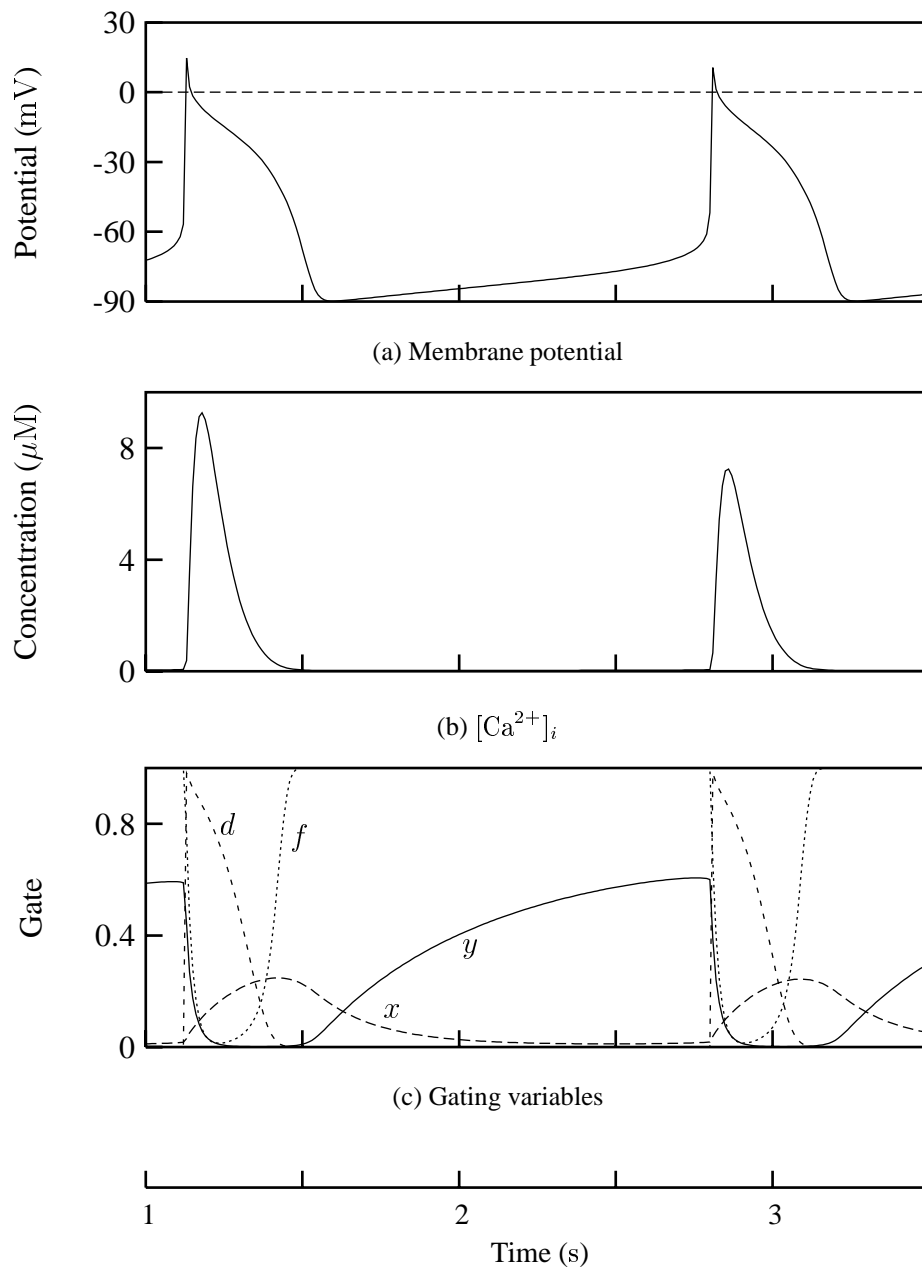 30
0
-30
-60
-90
Potential (mV)
(a) Membrane potential
8
4
0
Concentration (μM)
(b) [Ca²⁺]ᵢ
0.8
0.4
0
Gate
d
f
y
x
(c) Gating variables
1
2
3
Time (s)